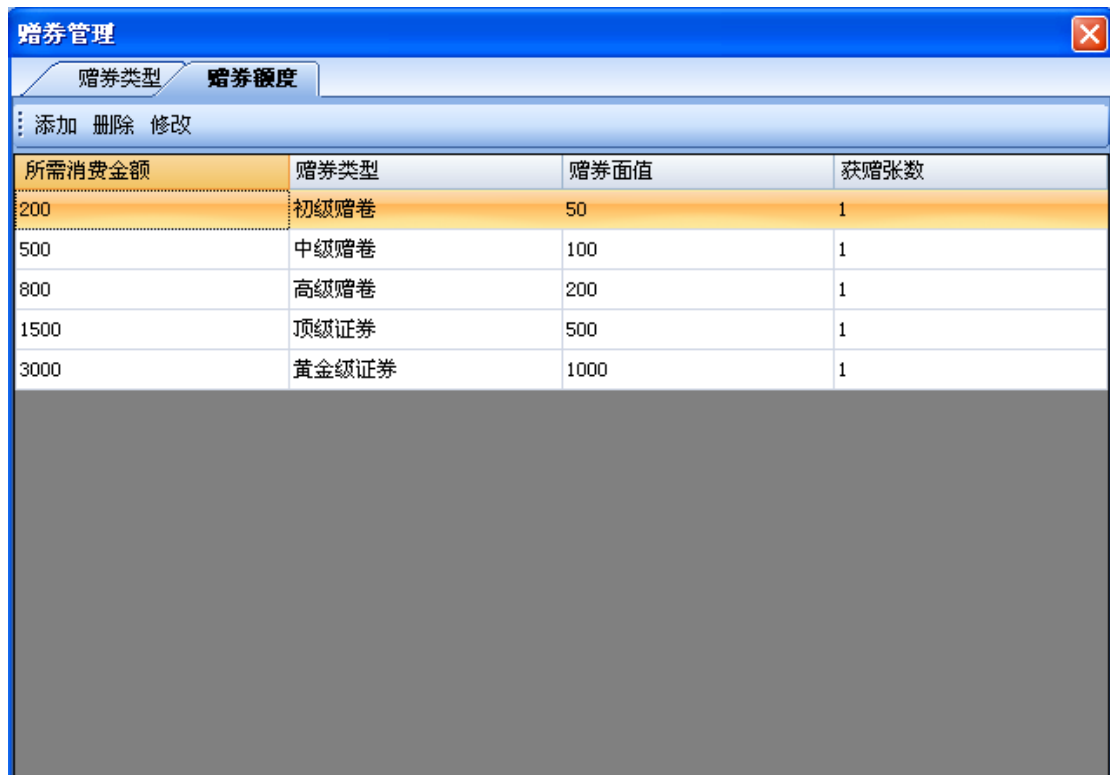 赠券管理
赠券类型 赠券额度
添加 删除 修改
所需消费金额 赠券类型 赠券面值 获赠张数
200 初级赠卷 50 1
500 中级赠卷 100 1
800 高级赠卷 200 1
1500 顶级证券 500 1
3000 黄金级证券 1000 1